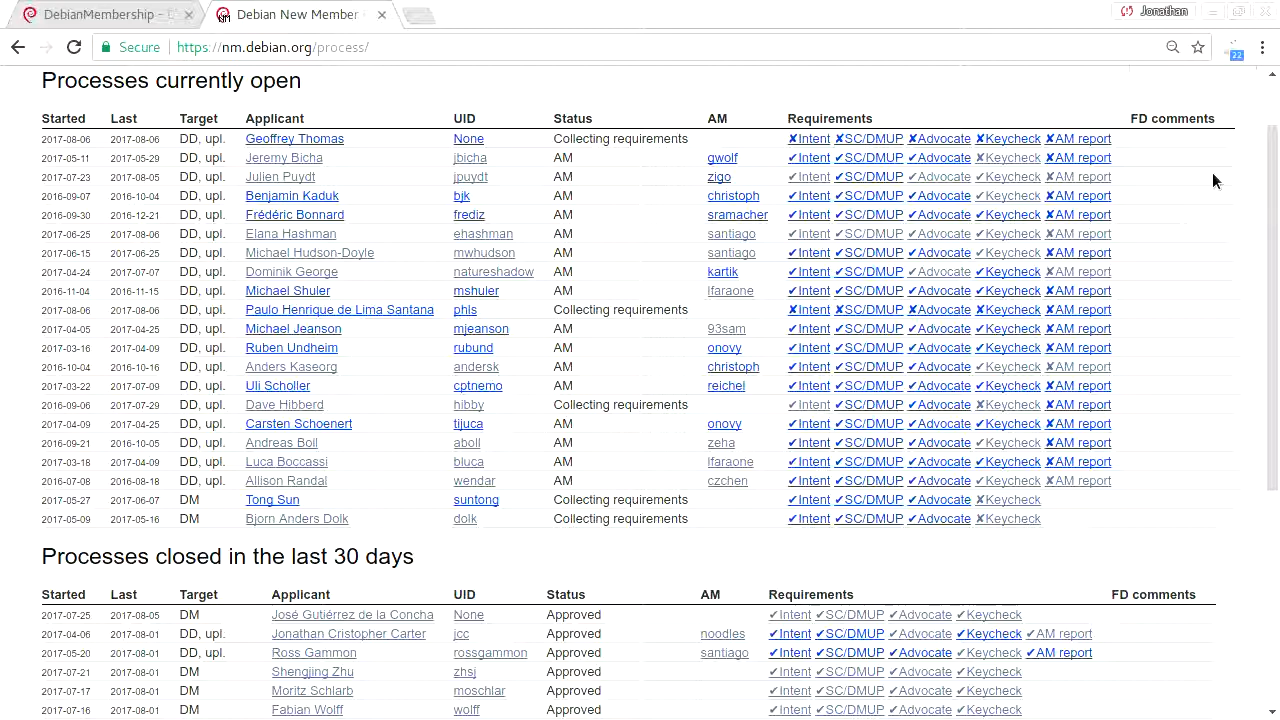 DebianMembership -
Debian New Member
Jonathan
Secure https://nm.debian.org/process/
22
Processes currently open
Started Last Target Applicant UID Status AM Requirements FD comments
2017-08-06 2017-08-06 DD, upl. Geoffrey Thomas None Collecting requirements ✘Intent ✘SC/DMUP ✘Advocate ✘Keycheck ✘AM report
2017-05-11 2017-05-29 DD, upl. Jeremy Bicha jbicha AM gwolf ✔Intent ✔SC/DMUP ✔Advocate ✘Keycheck ✘AM report
2017-07-23 2017-08-05 DD, upl. Julien Puydt jpuydt AM zigo ✔Intent ✔SC/DMUP ✔Advocate ✔Keycheck ✘AM report
2016-09-07 2016-10-04 DD, upl. Benjamin Kaduk bjk AM christoph ✔Intent ✔SC/DMUP ✔Advocate ✔Keycheck ✘AM report
2016-09-30 2016-12-21 DD, upl. Frédéric Bonnard frediz AM sramacher ✔Intent ✔SC/DMUP ✔Advocate ✔Keycheck ✘AM report
2017-06-25 2017-08-06 DD, upl. Elana Hashman ehashman AM santiago ✔Intent ✔SC/DMUP ✔Advocate ✔Keycheck ✘AM report
2017-06-15 2017-06-25 DD, upl. Michael Hudson-Doyle mwhudson AM santiago ✔Intent ✔SC/DMUP ✔Advocate ✔Keycheck ✘AM report
2017-04-24 2017-07-07 DD, upl. Dominik George natureshadow AM kartik ✔Intent ✔SC/DMUP ✔Advocate ✔Keycheck ✘AM report
2016-11-04 2016-11-15 DD, upl. Michael Shuler mshuler AM lfaraone ✔Intent ✔SC/DMUP ✔Advocate ✔Keycheck ✘AM report
2017-08-06 2017-08-06 DD, upl. Paulo Henrique de Lima Santana phls Collecting requirements ✘Intent ✘SC/DMUP ✘Advocate ✘Keycheck ✘AM report
2017-04-05 2017-04-25 DD, upl. Michael Jeanson mjeanson AM 93sam ✔Intent ✔SC/DMUP ✔Advocate ✔Keycheck ✘AM report
2017-03-16 2017-04-09 DD, upl. Ruben Undheim rubund AM onovy ✔Intent ✔SC/DMUP ✔Advocate ✔Keycheck ✘AM report
2016-10-04 2016-10-16 DD, upl. Anders Kaseorg andersk AM christoph ✔Intent ✔SC/DMUP ✔Advocate ✔Keycheck ✘AM report
2017-03-22 2017-07-09 DD, upl. Uli Scholler cptnemo AM reichel ✔Intent ✔SC/DMUP ✔Advocate ✔Keycheck ✘AM report
2016-09-06 2017-07-29 DD, upl. Dave Hibberd hibby Collecting requirements ✔Intent ✔SC/DMUP ✔Advocate ✘Keycheck ✘AM report
2017-04-09 2017-04-25 DD, upl. Carsten Schoenert tijuca AM onovy ✔Intent ✔SC/DMUP ✔Advocate ✔Keycheck ✘AM report
2016-09-21 2016-10-05 DD, upl. Andreas Boll aboll AM zeha ✔Intent ✔SC/DMUP ✔Advocate ✔Keycheck ✘AM report
2017-03-18 2017-04-09 DD, upl. Luca Boccassi bluca AM lfaraone ✔Intent ✔SC/DMUP ✔Advocate ✔Keycheck ✘AM report
2016-07-08 2016-08-18 DD, upl. Allison Randal wendar AM czchen ✔Intent ✔SC/DMUP ✔Advocate ✔Keycheck ✘AM report
2017-05-27 2017-06-07 DM Tong Sun suntong Collecting requirements ✔Intent ✔SC/DMUP ✔Advocate ✘Keycheck
2017-05-09 2017-05-16 DM Bjorn Anders Dolk dolk Collecting requirements ✔Intent ✔SC/DMUP ✔Advocate ✘Keycheck
Processes closed in the last 30 days
Started Last Target Applicant UID Status AM Requirements FD comments
2017-07-25 2017-08-05 DM José Gutiérrez de la Concha None Approved ✔Intent ✔SC/DMUP ✔Advocate ✔Keycheck
2017-04-06 2017-08-01 DD, upl. Jonathan Cristopher Carter jcc Approved noodles ✔Intent ✔SC/DMUP ✔Advocate ✔Keycheck ✔AM report
2017-05-20 2017-08-01 DD, upl. Ross Gammon rossgammon Approved santiago ✔Intent ✔SC/DMUP ✔Advocate ✔Keycheck ✔AM report
2017-07-21 2017-08-01 DM Shengjing Zhu zhsj Approved ✔Intent ✔SC/DMUP ✔Advocate ✔Keycheck
2017-07-17 2017-08-01 DM Moritz Schlarb moschlar Approved ✔Intent ✔SC/DMUP ✔Advocate ✔Keycheck
2017-07-16 2017-08-01 DM Fabian Wolff wolff Approved ✔Intent ✔SC/DMUP ✔Advocate ✔Keycheck